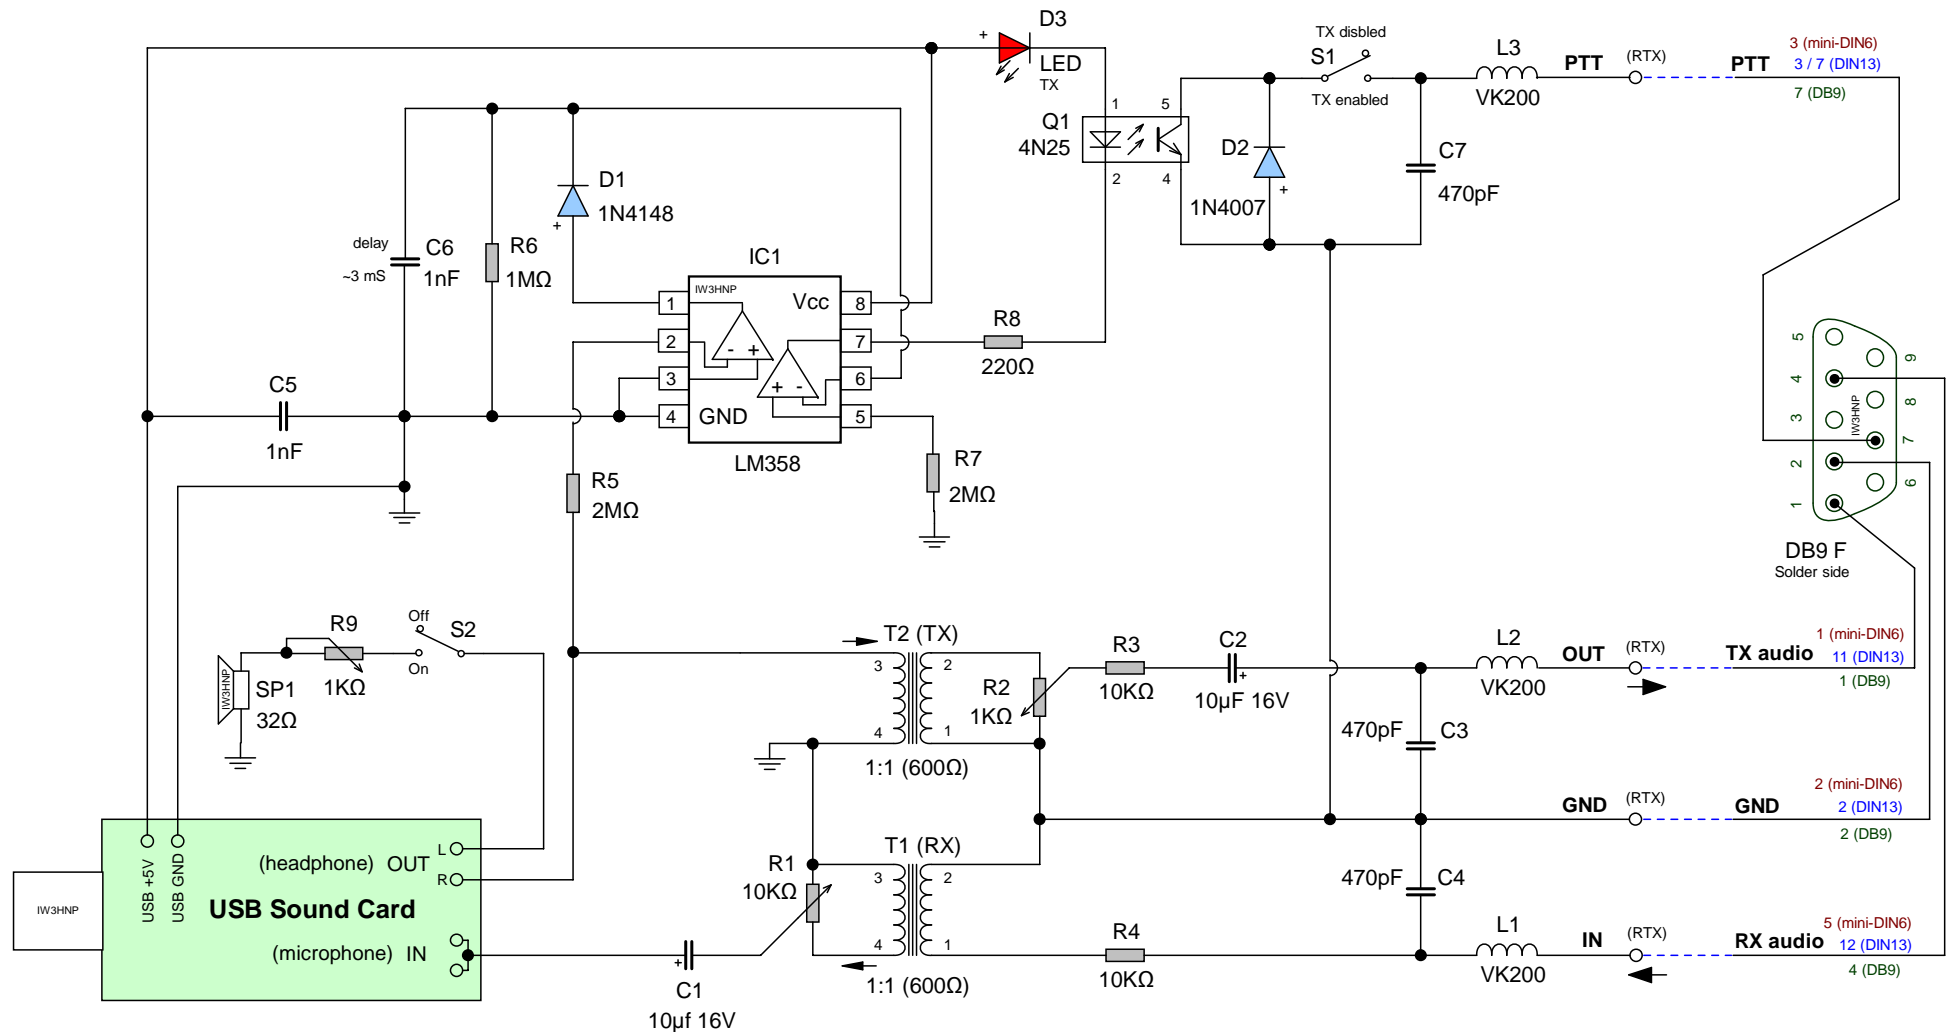 D3
+
LED
TX
TX disbled
S1
TX enabled
L3
VK200
PTT
(RTX)
PTT
3 (mini-DIN6)
3 / 7 (DIN13)
7 (DB9)
Q1
4N25
1
5
2
4
D2
+
1N4007
C7
470pF
D1
1N4148
+
delay
~3 mS
C6
1nF
R6
1MΩ
IC1
IW3HNP
Vcc
1
2
3
4
8
7
6
5
- +
+ -
GND
LM358
R8
220Ω
C5
1nF
R5
2MΩ
R7
2MΩ
5
4
3
2
1
9
8
7
6
IW3HNP
DB9 F
Solder side
R9
1KΩ
Off
On
S2
IW3HNP
SP1
32Ω
T2 (TX)
3
2
4
1
1:1 (600Ω)
R2
1KΩ
R3
10KΩ
C2
+
10µF 16V
L2
VK200
OUT
(RTX)
TX audio
1 (mini-DIN6)
11 (DIN13)
1 (DB9)
470pF
C3
GND
(RTX)
GND
2 (mini-DIN6)
2 (DIN13)
2 (DB9)
470pF
C4
T1 (RX)
3
2
4
1
1:1 (600Ω)
R1
10KΩ
R4
10KΩ
L1
VK200
IN
(RTX)
RX audio
5 (mini-DIN6)
12 (DIN13)
4 (DB9)
IW3HNP
USB +5V
USB GND
(headphone) OUT
L
R
USB Sound Card
(microphone) IN
+
C1
10µf 16V